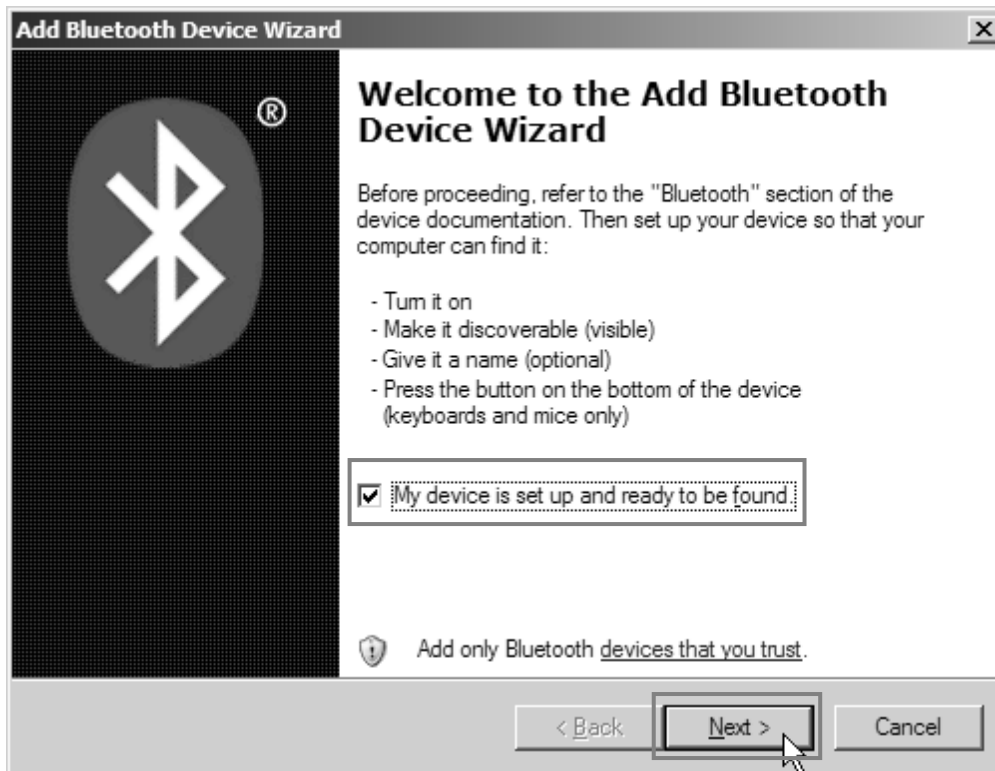 Add Bluetooth Device Wizard
®
Welcome to the Add Bluetooth
Device Wizard
Before proceeding, refer to the "Bluetooth" section of the
device documentation. Then set up your device so that your
computer can find it:
- Turn it on
- Make it discoverable (visible)
- Give it a name (optional)
- Press the button on the bottom of the device
(keyboards and mice only)
My device is set up and ready to be found.
Add only Bluetooth devices that you trust.
< Back Next > Cancel